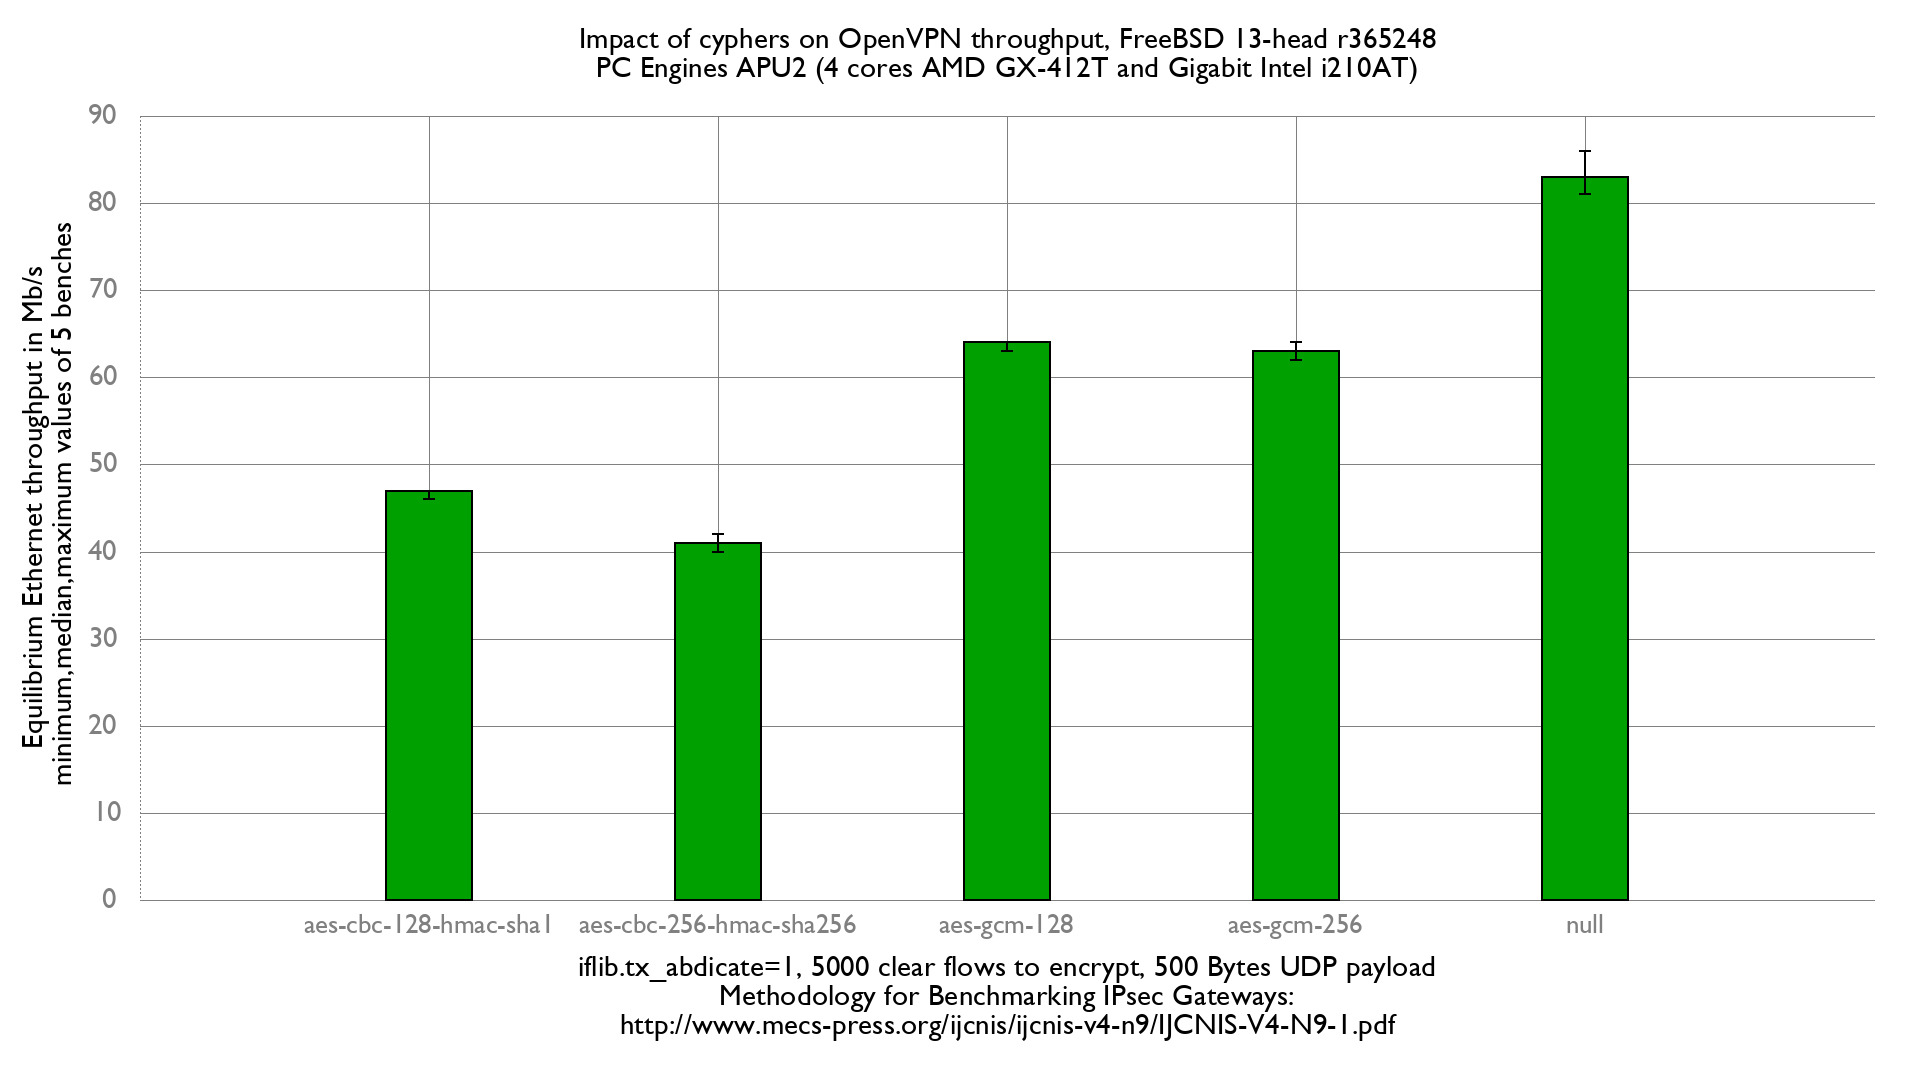 Impact of cyphers on OpenVPN throughput, FreeBSD 13-head r365248
PC Engines APU2 (4 cores AMD GX-412T and Gigabit Intel i210AT)
Equilibrium Ethernet throughput in Mb/s
minimum,median,maximum values of 5 benches
90
80
70
60
50
40
30
20
10
0
aes-cbc-128-hmac-sha1
aes-cbc-256-hmac-sha256
aes-gcm-128
aes-gcm-256
null
iflib.tx_abdicate=1, 5000 clear flows to encrypt, 500 Bytes UDP payload
Methodology for Benchmarking IPsec Gateways:
http://www.mecs-press.org/ijcnis/ijcnis-v4-n9/IJCNIS-V4-N9-1.pdf